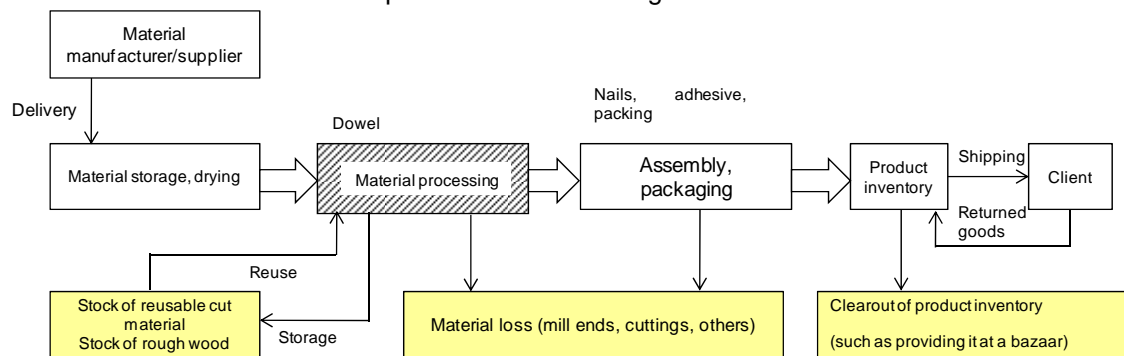 Material
manufacturer/supplier
Delivery
Nails, adhesive,
packing
Dowel
Material storage, drying
Material processing
Assembly,
packaging
Product
inventory
Shipping
Client
Returned
goods
Reuse
Storage
Stock of reusable cut
material
Stock of rough wood
Material loss (mill ends, cuttings, others)
Clearout of product inventory
(such as providing it at a bazaar)